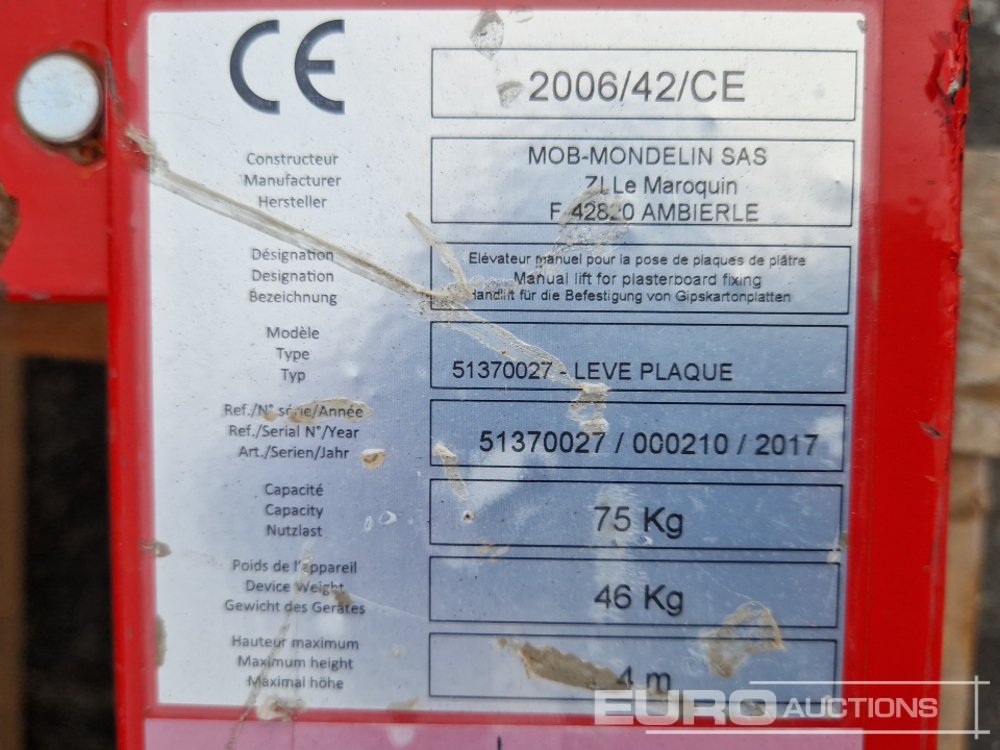 CE
2006/42/CE
Constructeur
Manufacturer
Hersteller
MOB-MONDELIN SAS
ZI Le Maroquin
F 42820 AMBIERLE
Désignation
Designation
Bezeichnung
Elévateur manuel pour la pose de plaques de plâtre
Manual lift for plasterboard fixing
Handlift für die Befestigung von Gipskartonplatten
Modèle
Type
Typ
51370027 - LEVE PLAQUE
Ref./N° série/Année
Ref./Serial N°/Year
Art./Serien/Jahr
51370027 / 000210 / 2017
Capacité
Capacity
Nutzlast
75 Kg
Poids de l'appareil
Device Weight
Gewicht des Gerätes
46 Kg
Hauteur maximum
Maximum height
Maximal höhe
4 m
EURO AUCTIONS